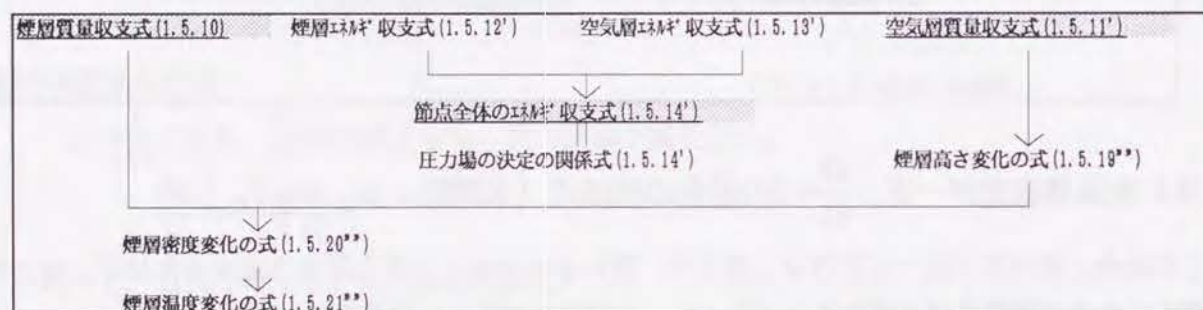 煙層質量収支式(1.5.10) 煙層エネルギ収支式(1.5.12') 空気層エネルギ収支式(1.5.13') 空気層質量収支式(1.5.11')
節点全体のエネルギ収支式(1.5.14')
圧力場の決定の関係式(1.5.14') 煙層高さ変化の式(1.5.19'')
煙層密度変化の式(1.5.20'')
煙層温度変化の式(1.5.21'')